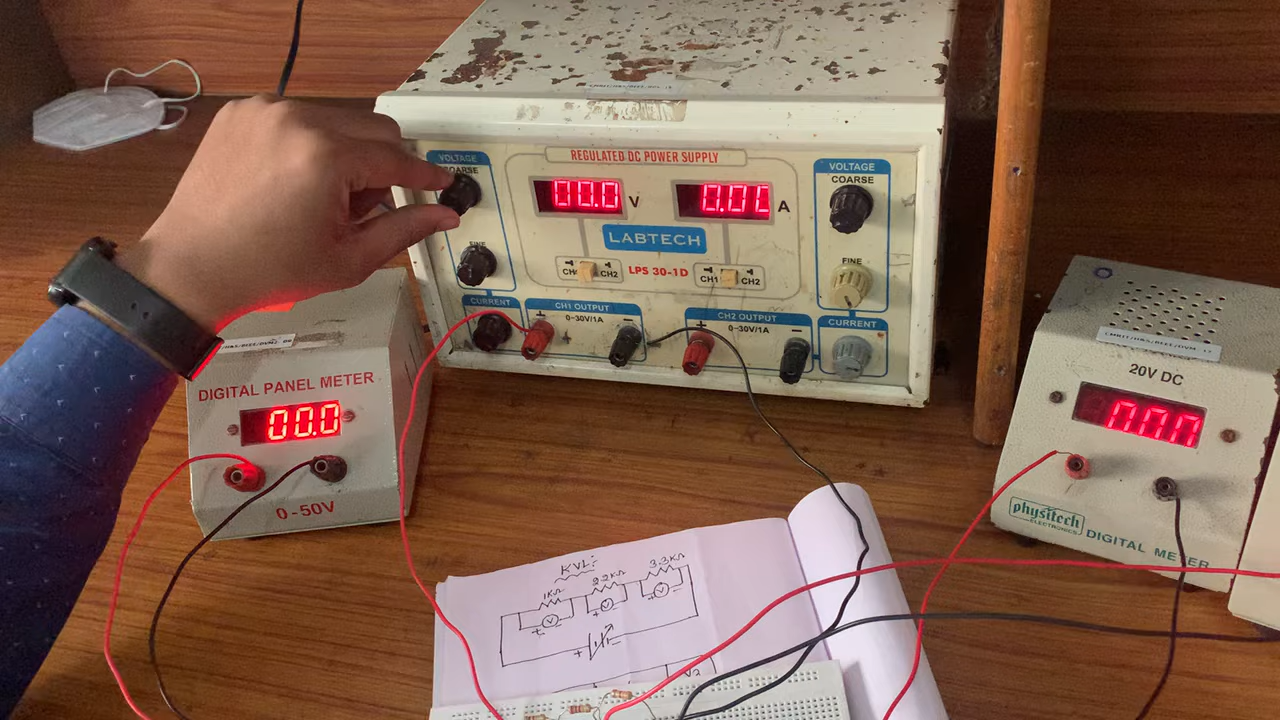 REGULATED DC POWER SUPPLY
VOLTAGE
COARSE
00.0 V
0.01 A
VOLTAGE
COARSE
LABTECH
FINE
CH2
LPS 30-1D
CH1
CH2
FINE
CURRENT
CH1 OUTPUT
0-30V/1A
+
-
CH2 OUTPUT
0-30V/1A
+
-
CURRENT
DIGITAL PANEL METER
00.0
0-50V
20V DC
physitech
ELECTRONICS
DIGITAL METER
KVL:
1KΩ
2.2KΩ
3.3KΩ
+ V -
+ V -
+ V -
+ -